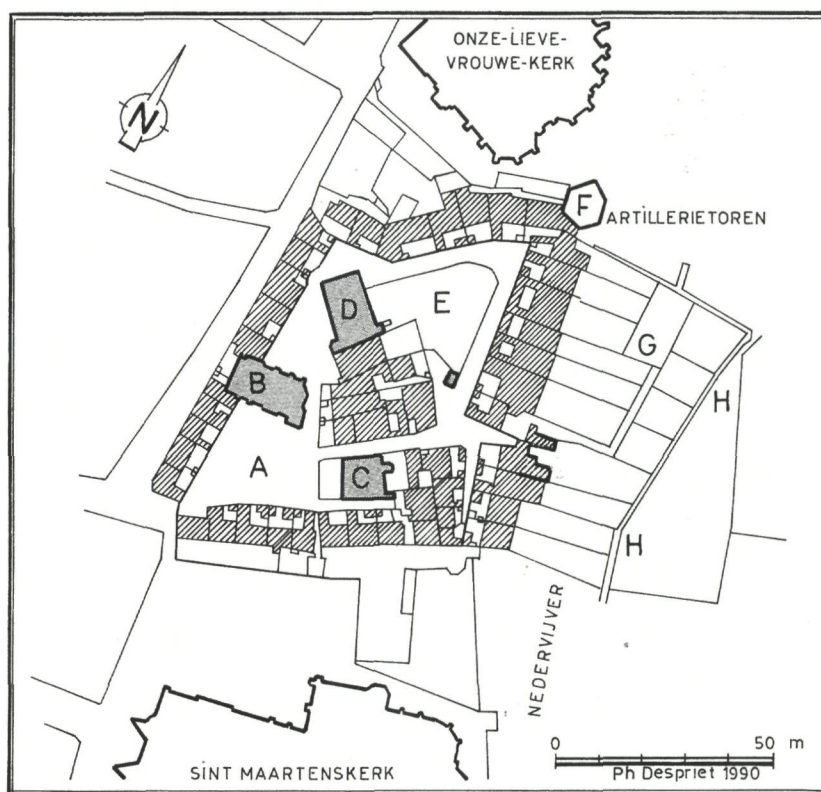 ONZE-LIEVE-
VROUWE-KERK
N
F
ARTILLERIETOREN
D
E
G
B
H
A
C
H
NEDERVIJVER
0 50 m
SINT MAARTENSKERK
Ph Despriet 1990